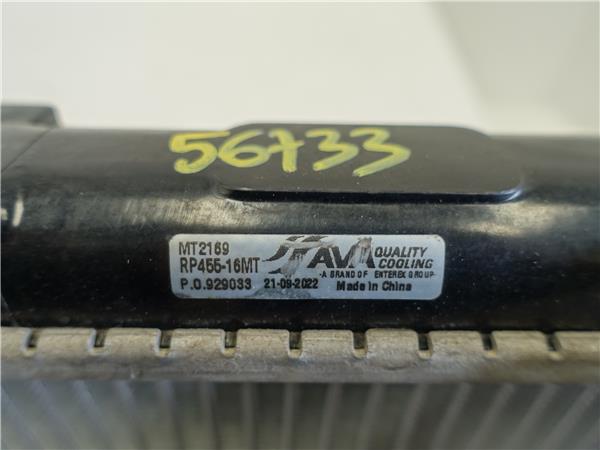 56733
MT2169
RP455-16MT
P.O.929033 21-09-2022
AVA QUALITY COOLING
-A BRAND OF ENTEREX GROUP-
Made in China